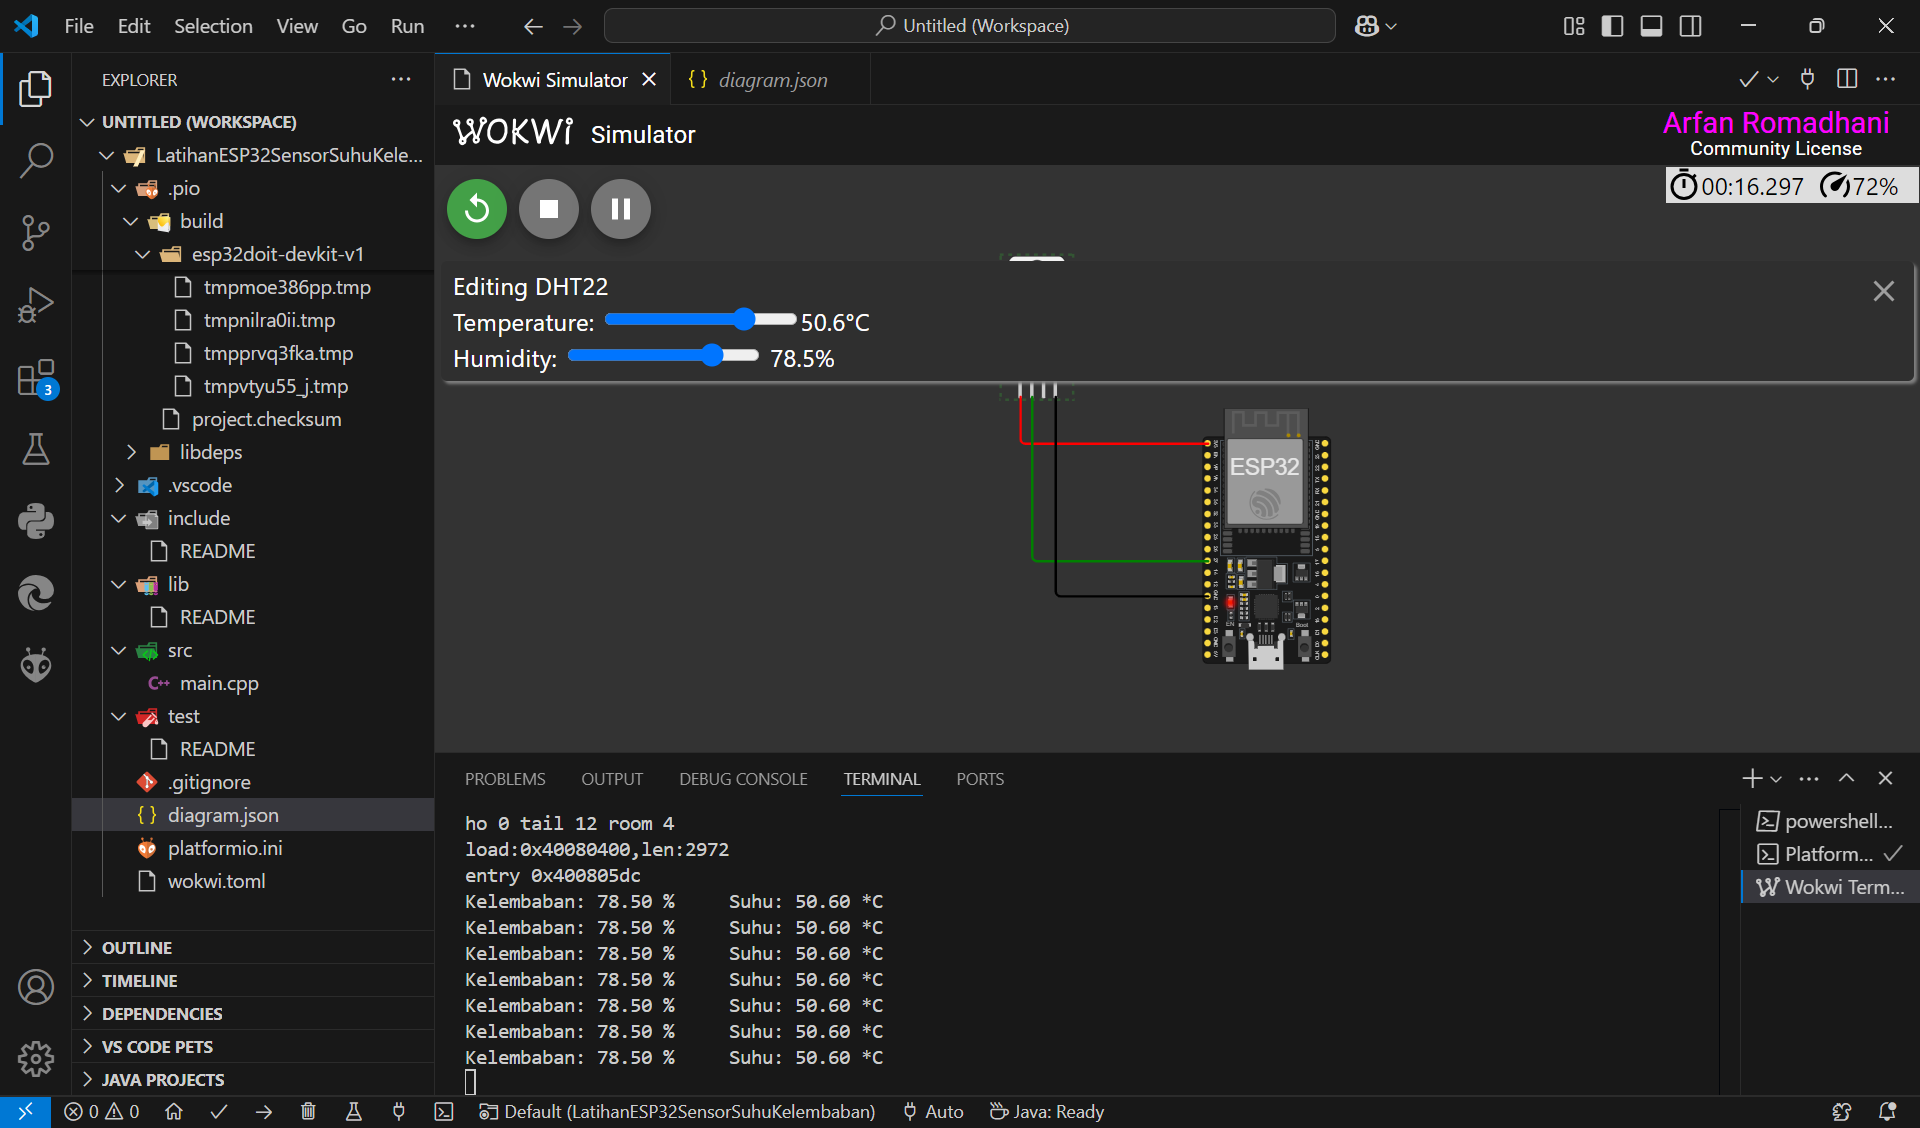 File Edit Selection View Go Run ···
Untitled (Workspace)
EXPLORER
UNTITLED (WORKSPACE)
LatihanESP32SensorSuhuKele...
.pio
build
esp32doit-devkit-v1
tmpmoe386pp.tmp
tmpnilra0ii.tmp
tmpprvq3fka.tmp
tmpvtyu55_j.tmp
project.checksum
libdeps
.vscode
include
README
lib
README
src
main.cpp
test
README
.gitignore
diagram.json
platformio.ini
wokwi.toml
OUTLINE
TIMELINE
DEPENDENCIES
VS CODE PETS
JAVA PROJECTS
3
Wokwi Simulator
diagram.json
WOKWi Simulator
Arfan Romadhani
Community License
00:16.297 72%
Editing DHT22
Temperature: 50.6°C
Humidity: 78.5%
ESP32
PROBLEMS OUTPUT DEBUG CONSOLE TERMINAL PORTS
ho 0 tail 12 room 4
load:0x40080400,len:2972
entry 0x400805dc
Kelembaban: 78.50 % Suhu: 50.60 *C
Kelembaban: 78.50 % Suhu: 50.60 *C
Kelembaban: 78.50 % Suhu: 50.60 *C
Kelembaban: 78.50 % Suhu: 50.60 *C
Kelembaban: 78.50 % Suhu: 50.60 *C
Kelembaban: 78.50 % Suhu: 50.60 *C
Kelembaban: 78.50 % Suhu: 50.60 *C
powershell...
Platform...
Wokwi Term...
0 0
Default (LatihanESP32SensorSuhuKelembaban)
Auto
Java: Ready